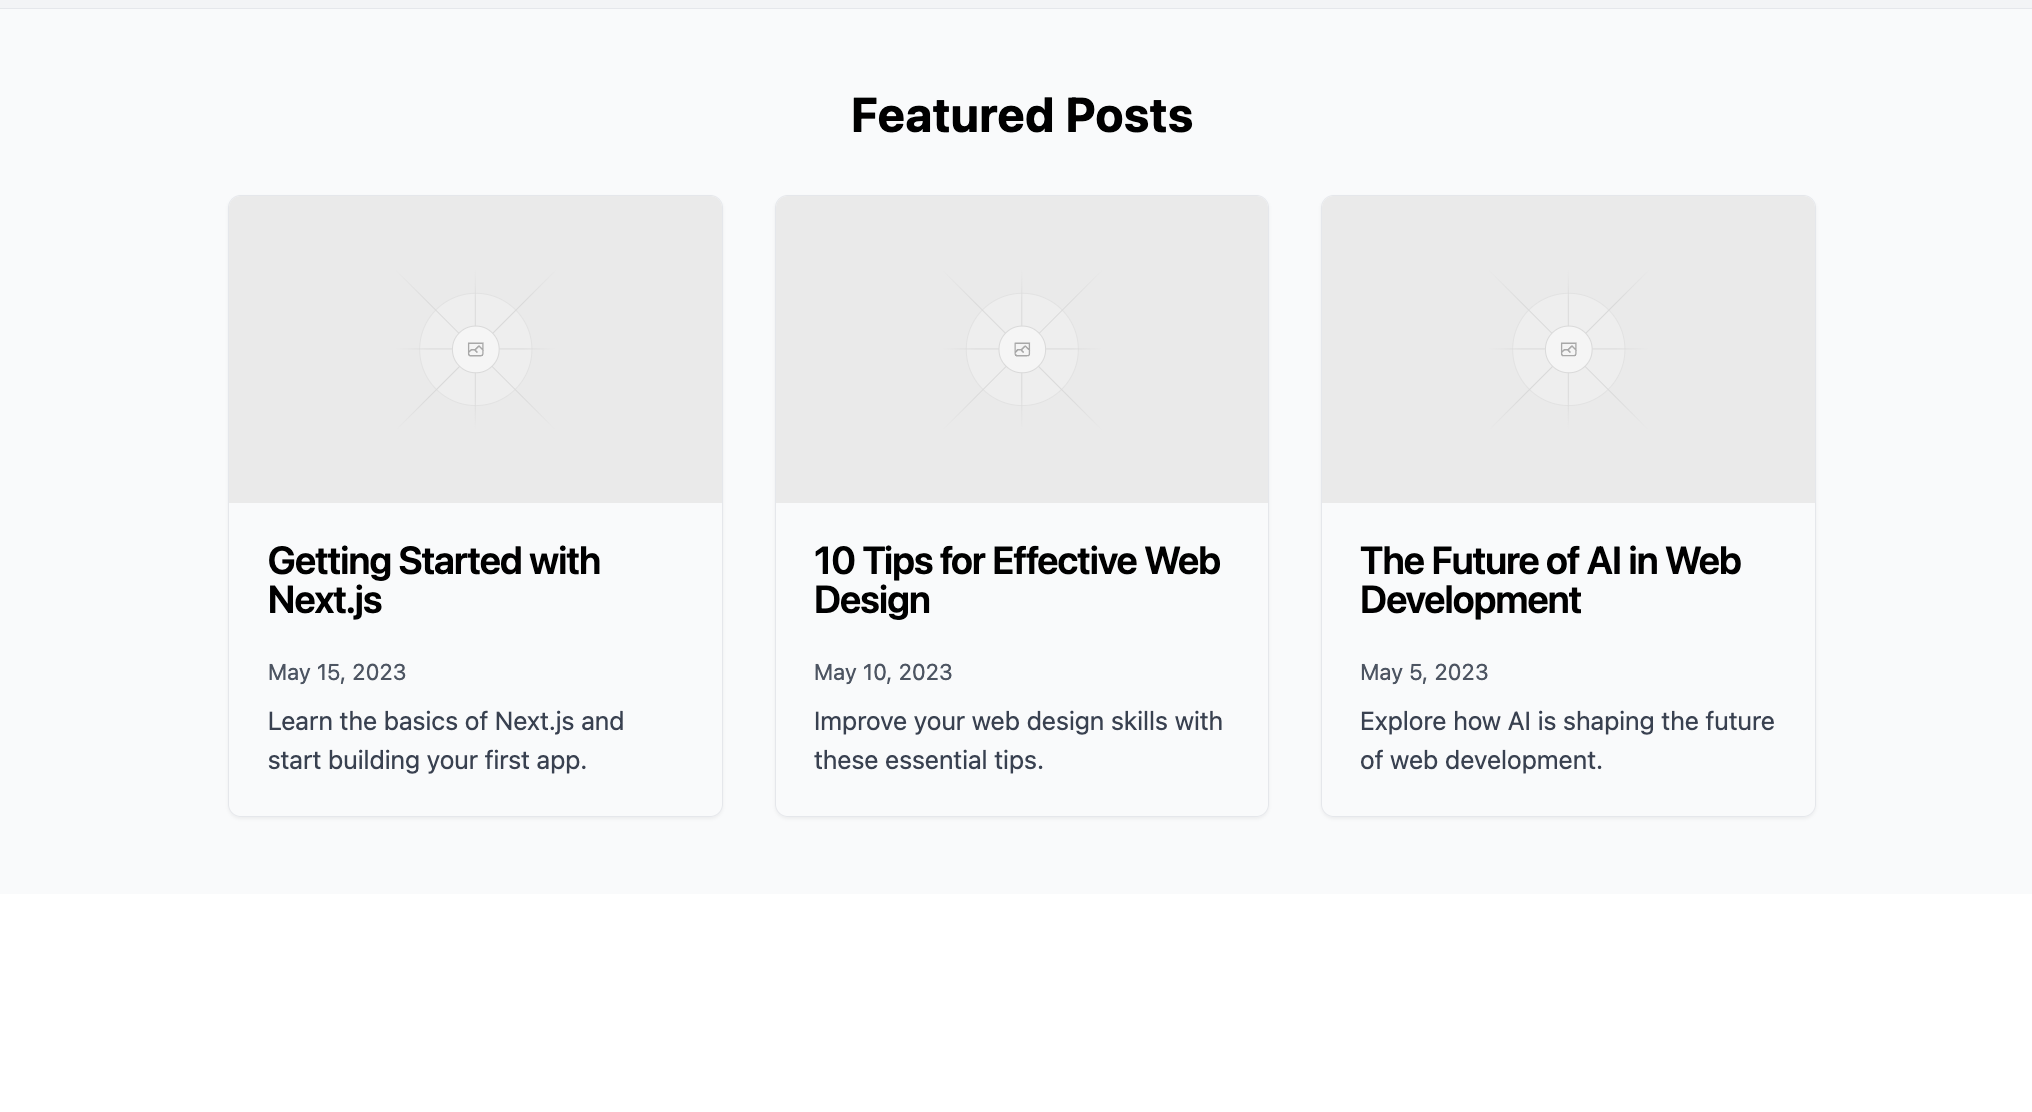 Featured Posts
Getting Started with
Next.js
May 15, 2023
Learn the basics of Next.js and
start building your first app.
10 Tips for Effective Web
Design
May 10, 2023
Improve your web design skills with
these essential tips.
The Future of AI in Web
Development
May 5, 2023
Explore how AI is shaping the future
of web development.